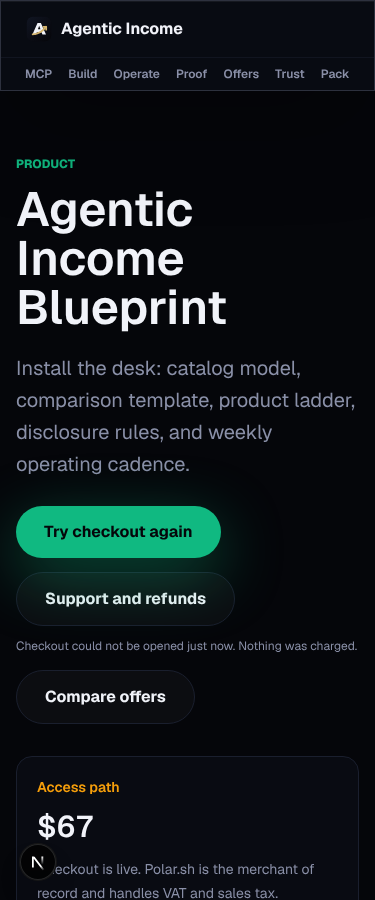 Agentic Income
MCP Build Operate Proof Offers Trust Pack
PRODUCT
Agentic
Income
Blueprint
Install the desk: catalog model,
comparison template, product ladder,
disclosure rules, and weekly
operating cadence.
Try checkout again
Support and refunds
Checkout could not be opened just now. Nothing was charged.
Compare offers
Access path
$67
is live. Polar.sh is the merchant of
record and handles VAT and sales tax.